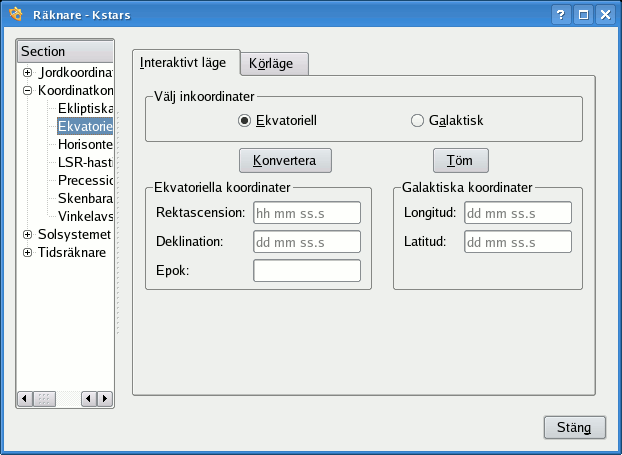 Räknare - Kstars
Section
Jordkoordinat
Koordinatkon
Ekliptiska
Ekvatorie
Horisonte
LSR-hasti
Precessio
Skenbara
Vinkelavs
Solsystemet
Tidsräknare
Interaktivt läge
Körläge
Välj inkoordinater
Ekvatoriell
Galaktisk
Konvertera
Töm
Ekvatoriella koordinater
Rektascension: hh mm ss.s
Deklination: dd mm ss.s
Epok:
Galaktiska koordinater
Longitud: dd mm ss.s
Latitud: dd mm ss.s
Stäng